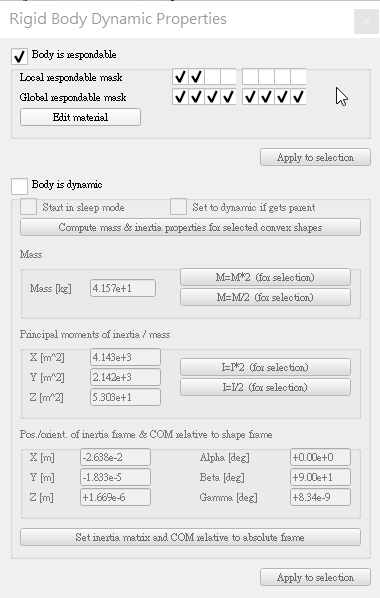 Rigid Body Dynamic Properties
Body is respondable
Local respondable mask
Global respondable mask
Edit material
Apply to selection
Body is dynamic
Start in sleep mode Set to dynamic if gets parent
Compute mass & inertia properties for selected convex shapes
Mass
Mass [kg] 4.157e+1 M=M*2 (for selection)
M=M/2 (for selection)
Principal moments of inertia / mass
X [m^2] 4.143e+3 I=I*2 (for selection)
Y [m^2] 2.142e+3 I=I/2 (for selection)
Z [m^2] 5.303e+1
Pos./orient. of inertia frame & COM relative to shape frame
X [m] -2.638e-2 Alpha [deg] +0.00e+0
Y [m] -1.833e-5 Beta [deg] +9.00e+1
Z [m] +1.669e-6 Gamma [deg] +8.34e-9
Set inertia matrix and COM relative to absolute frame
Apply to selection